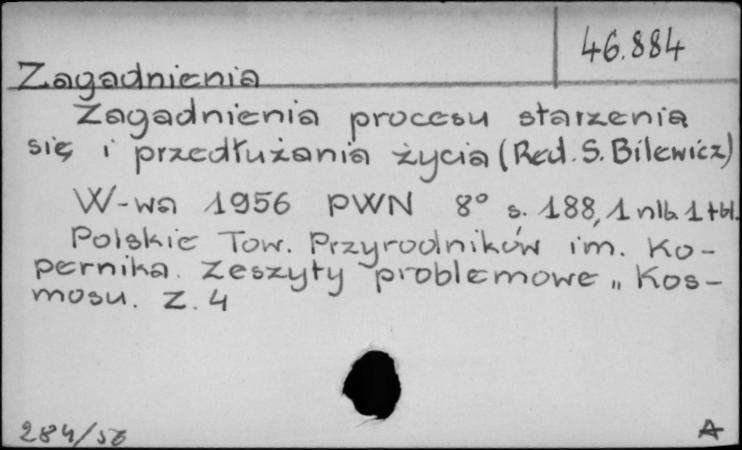 46.884
Zagadnienia
Zagadnienia procesu starzenia
się i przedłużania życia (Red. S. Bilewicz)
W-wa 1956 PWN 8° s. 188, 1 nlb. 1 tbl.
Polskie Tow. Przyrodników im. Ko-
pernika. Zeszyty problemowe „Kos-
mosu. Z. 4
284/56
A